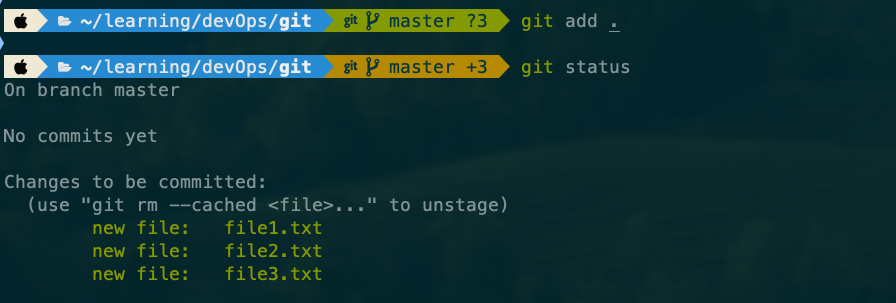 ~/learning/devOps/git git master ?3 git add .
~/learning/devOps/git git master +3 git status
On branch master
No commits yet
Changes to be committed:
(use "git rm --cached <file>..." to unstage)
new file: file1.txt
new file: file2.txt
new file: file3.txt